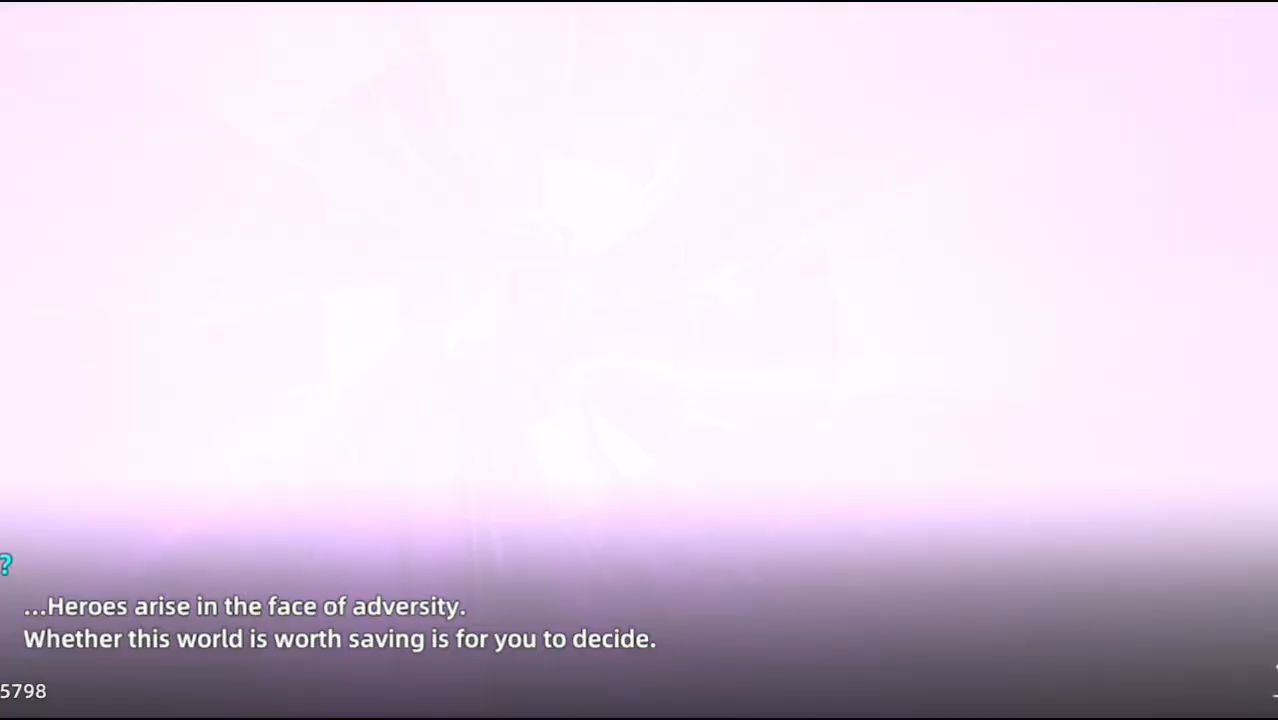 ?
...Heroes arise in the face of adversity.
Whether this world is worth saving is for you to decide.
5798